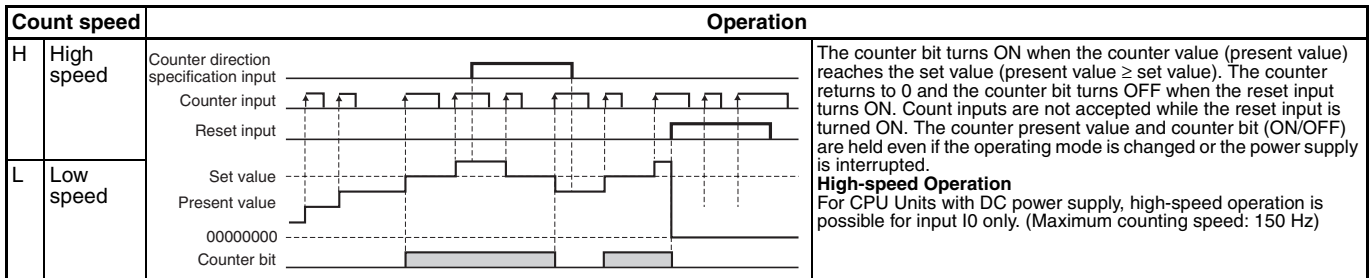 Count speed
Operation
H
High
speed
L
Low
speed
Counter direction
specification input
Counter input
Reset input
Set value
Present value
00000000
Counter bit
The counter bit turns ON when the counter value (present value)
reaches the set value (present value ≥ set value). The counter
returns to 0 and the counter bit turns OFF when the reset input
turns ON. Count inputs are not accepted while the reset input is
turned ON. The counter present value and counter bit (ON/OFF)
are held even if the operating mode is changed or the power supply
is interrupted.
High-speed Operation
For CPU Units with DC power supply, high-speed operation is
possible for input I0 only. (Maximum counting speed: 150 Hz)